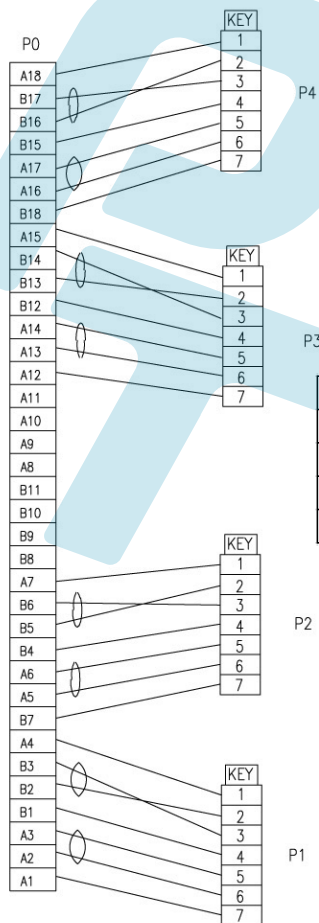 P0
A18
B17
B16
B15
A17
A16
B18
A15
B14
B13
B12
A14
A13
A12
A11
A10
A9
A8
B11
B10
B9
B8
A7
B6
B5
B4
A6
A5
B7
A4
B3
B2
B1
A3
A2
A1
KEY
1
2
3
4
5
6
7
P4
KEY
1
2
3
4
5
6
7
P3
KEY
1
2
3
4
5
6
7
P2
KEY
1
2
3
4
5
6
7
P1